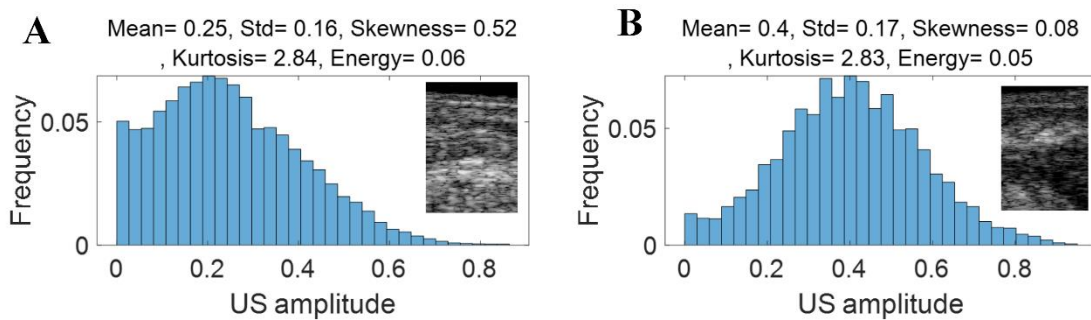 A
Mean= 0.25, Std= 0.16, Skewness= 0.52
, Kurtosis= 2.84, Energy= 0.06
Frequency
0.05
0
0
0.2
0.4
0.6
0.8
US amplitude
B
Mean= 0.4, Std= 0.17, Skewness= 0.08
, Kurtosis= 2.83, Energy= 0.05
Frequency
0.05
0
0
0.2
0.4
0.6
0.8
US amplitude